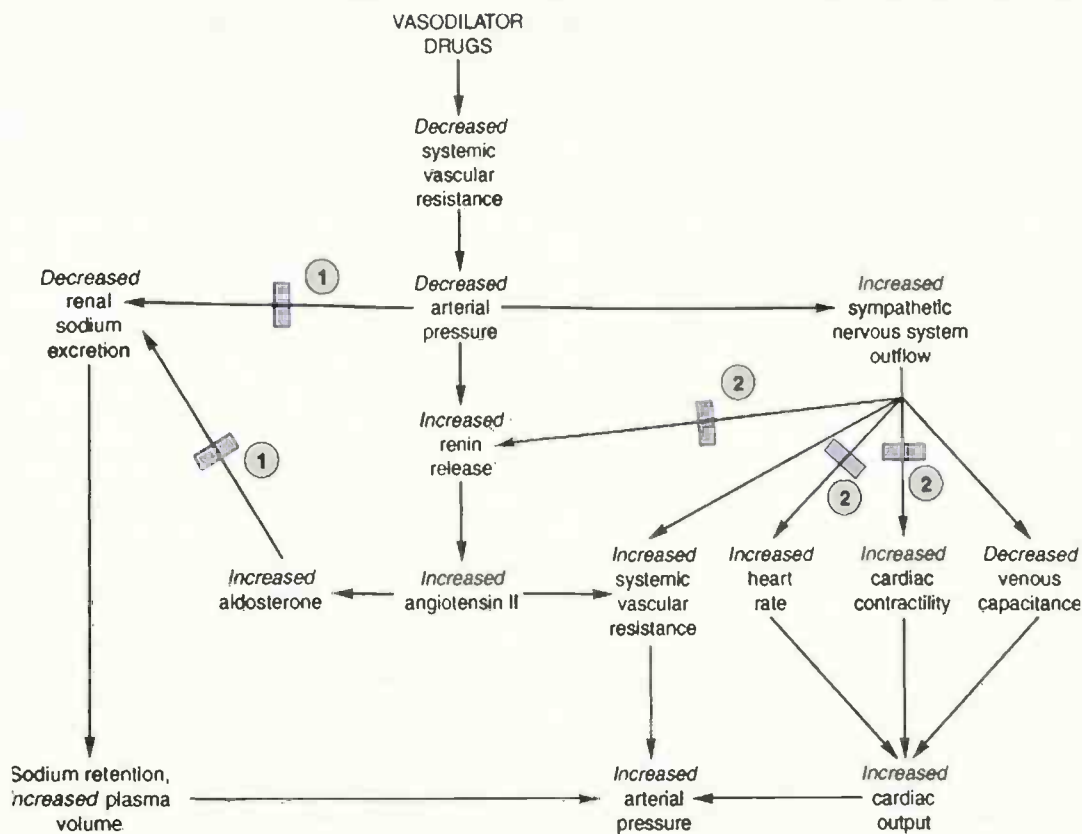 VASODILATOR
DRUGS
Decreased
systemic
vascular
resistance
Decreased
renal
sodium
excretion
1
Decreased
arterial
pressure
Increased
sympathetic
nervous system
outflow
2
Increased
renin
release
1
2
2
Increased
aldosterone
Increased
angiotensin II
Increased
systemic
vascular
resistance
Increased
heart
rate
Increased
cardiac
contractility
Decreased
venous
capacitance
Sodium retention,
increased plasma
volume
Increased
arterial
pressure
Increased
cardiac
output